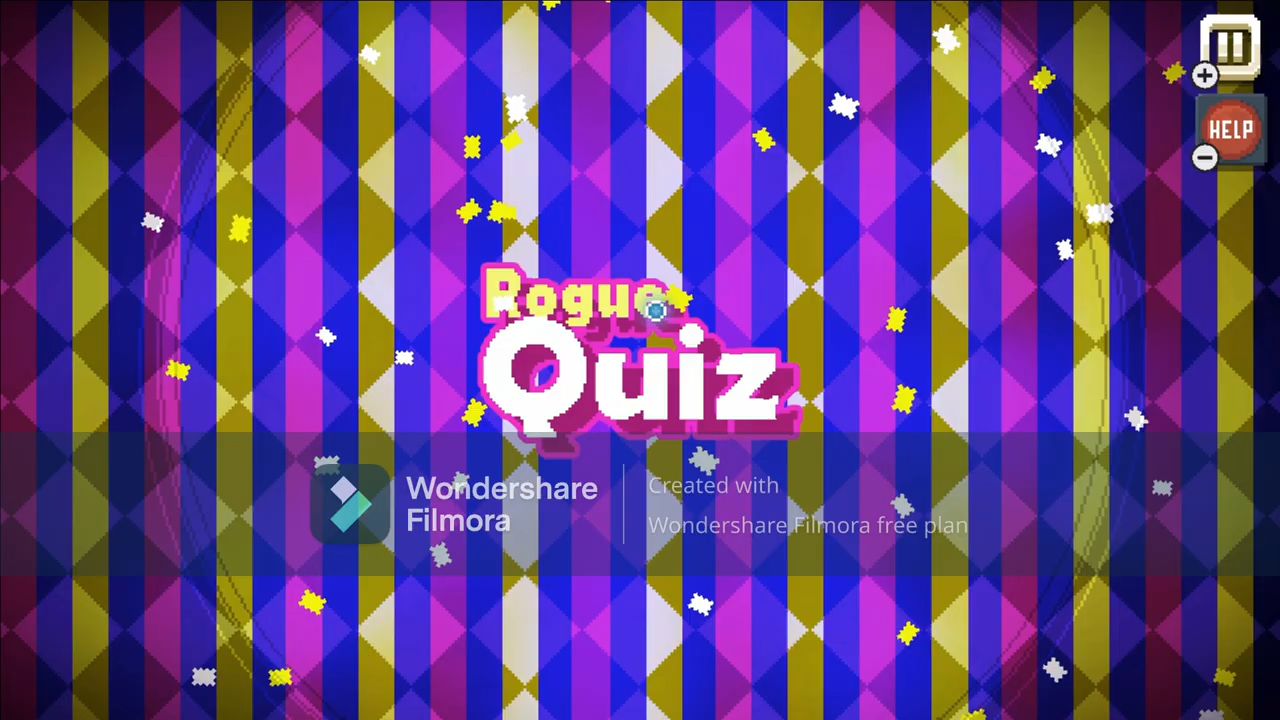 HELP
Rogue
Quiz
Wondershare
Filmora
Created with
Wondershare Filmora free plan